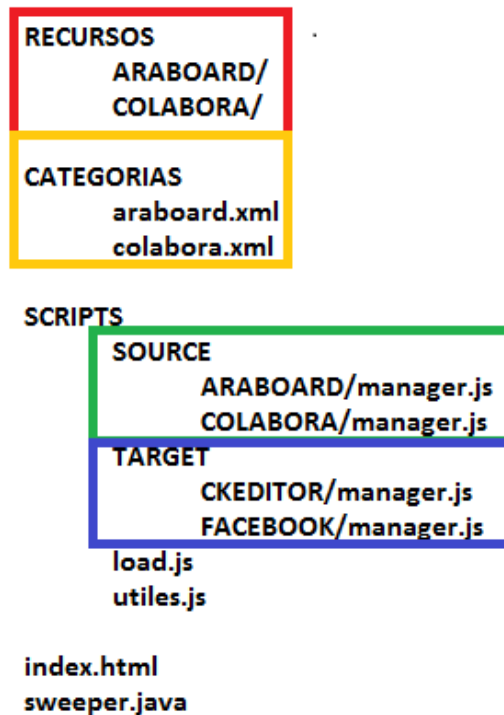 RECURSOS
ARABOARD/
COLABORA/
CATEGORIAS
araboard.xml
colabora.xml
SCRIPTS
SOURCE
ARABOARD/manager.js
COLABORA/manager.js
TARGET
CKEDITOR/manager.js
FACEBOOK/manager.js
load.js
utiles.js
index.html
sweeper.java